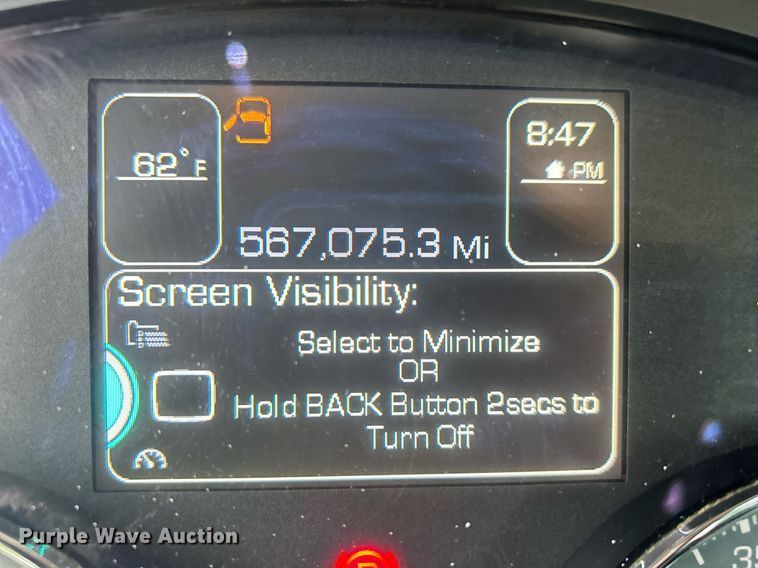 62° F
8:47
PM
567,075.3 Mi
Screen Visibility:
Select to Minimize
OR
Hold BACK Button 2secs to
Turn Off
Purple Wave Auction